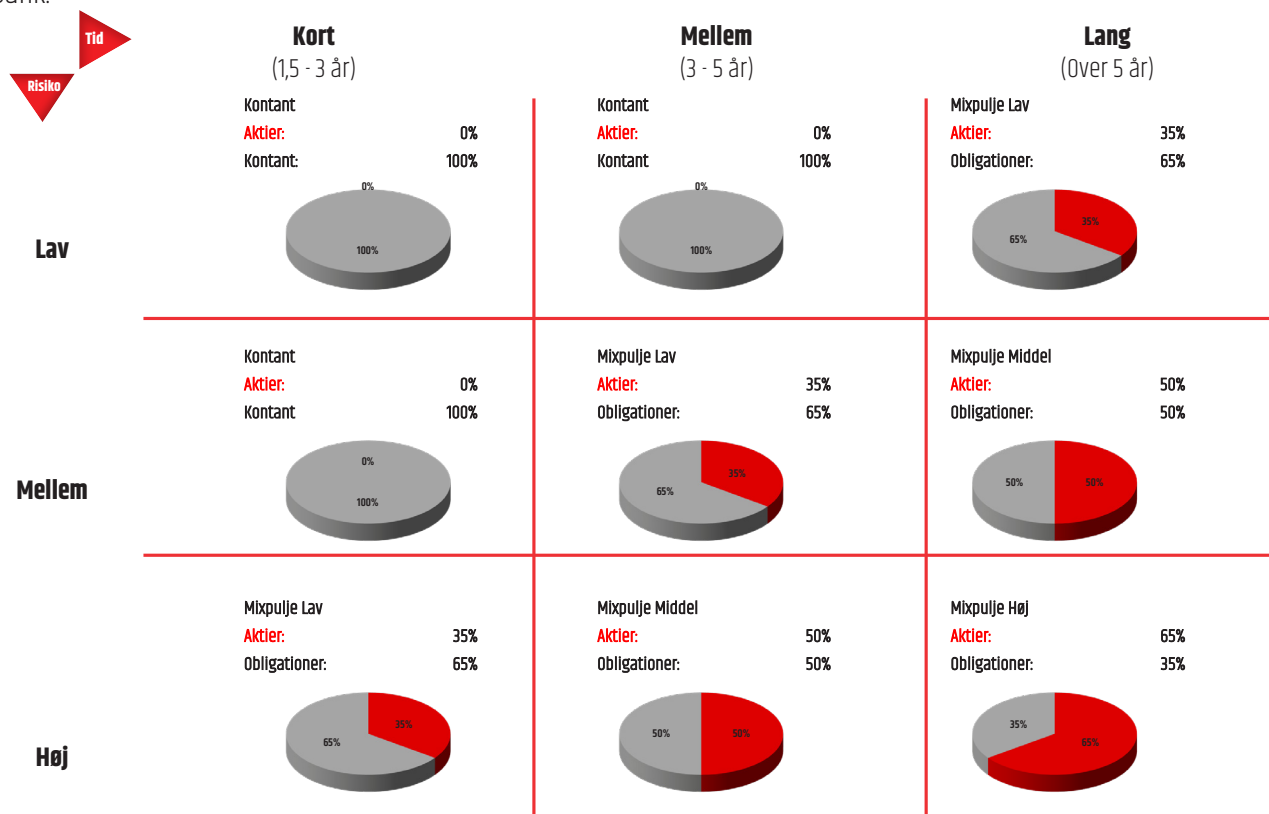 Tid
Risiko
Kort
(1,5 - 3 år)
Mellem
(3 - 5 år)
Lang
(Over 5 år)
Lav
Kontant
Aktier: 0%
Kontant: 100%
0%
100%
Kontant
Aktier: 0%
Kontant 100%
0%
100%
Mixpulje Lav
Aktier: 35%
Obligationer: 65%
35%
65%
Mellem
Kontant
Aktier: 0%
Kontant 100%
0%
100%
Mixpulje Lav
Aktier: 35%
Obligationer: 65%
35%
65%
Mixpulje Middel
Aktier: 50%
Obligationer: 50%
50%
50%
Høj
Mixpulje Lav
Aktier: 35%
Obligationer: 65%
35%
65%
Mixpulje Middel
Aktier: 50%
Obligationer: 50%
50%
50%
Mixpulje Høj
Aktier: 65%
Obligationer: 35%
35%
65%